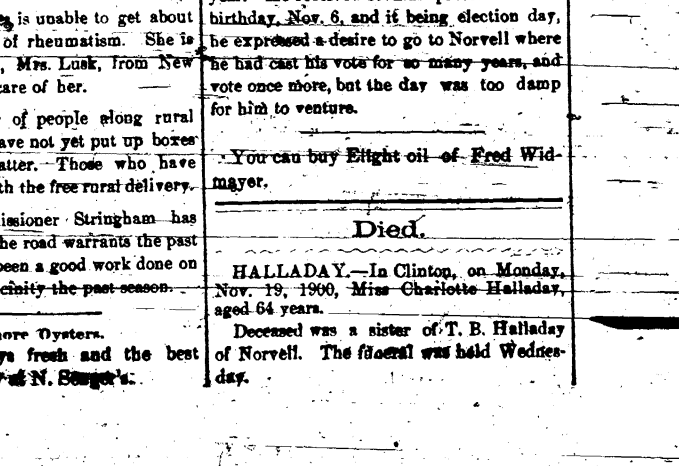 is unable to get about
of rheumatism. She is
, Mrs. Lusk, from New
care of her.
of people along rural
ave not yet put up boxes
atter. Those who have
th the free rural delivery.
issioner Stringham has
he road warrants the past
been a good work done on
cinity the past season.
ore Oysters.
ys fresh and the best
at N. Senger's.
birthday, Nov. 6, and it being election day,
he expressed a desire to go to Norvell where
he had cast his vote for so many years, and
vote once more, but the day was too damp
for him to venture.
You can buy Elight oil of Fred Wid-
mayer.
Died.
HALLADAY.—In Clinton, on Monday,
Nov. 19, 1900, Miss Charlotte Halladay,
aged 64 years.
Deceased was a sister of T. B. Halladay
of Norvell. The funeral was held Wednes-
day.